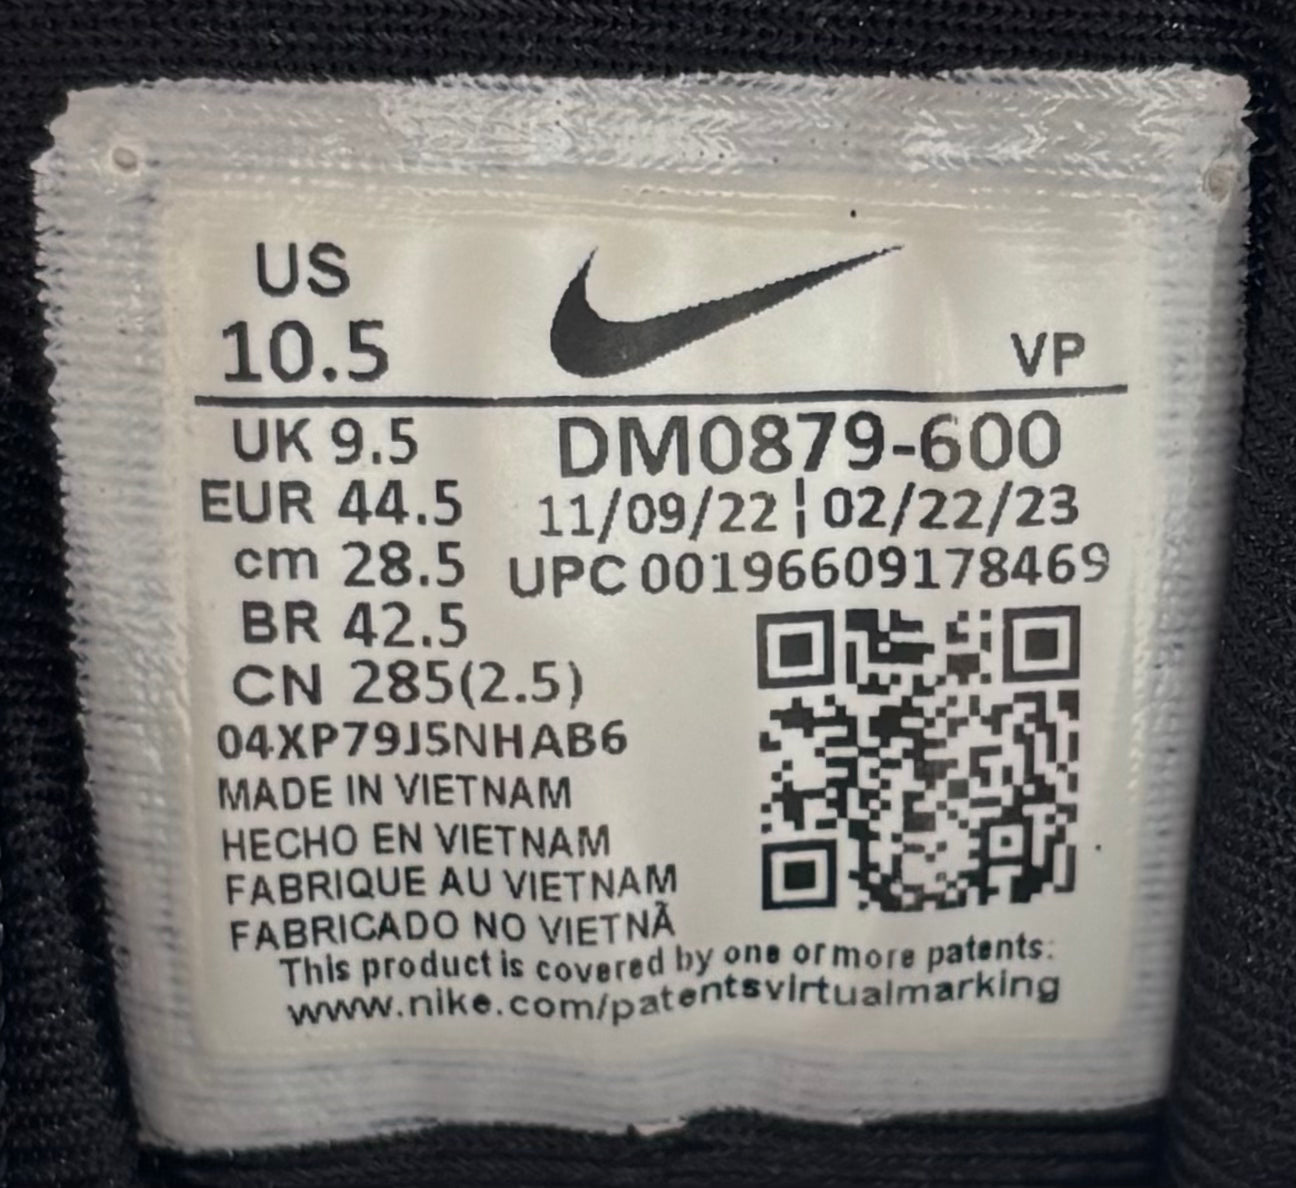 US
10.5
VP
UK 9.5
DM0879-600
EUR 44.5
11/09/22 ¦ 02/22/23
cm 28.5
UPC 00196609178469
BR 42.5
CN 285(2.5)
04XP79J5NHAB6
MADE IN VIETNAM
HECHO EN VIETNAM
FABRIQUE AU VIETNAM
FABRICADO NO VIETNÃ
This product is covered by one or more patents:
www.nike.com/patentsvirtualmarking